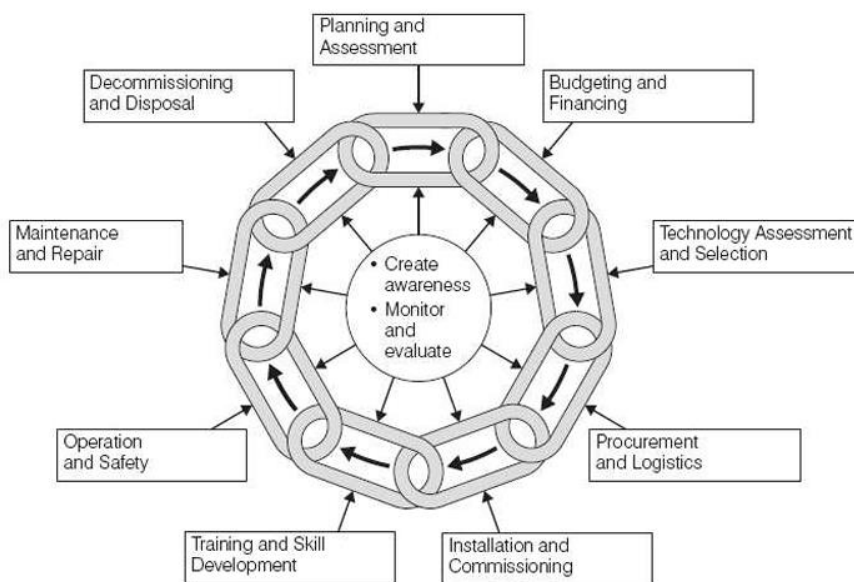 Planning and
Assessment
Budgeting and
Financing
Technology Assessment
and Selection
Procurement
and Logistics
Installation and
Commissioning
Training and Skill
Development
Operation
and Safety
Maintenance
and Repair
Decommissioning
and Disposal
• Create
awareness
• Monitor
and
evaluate